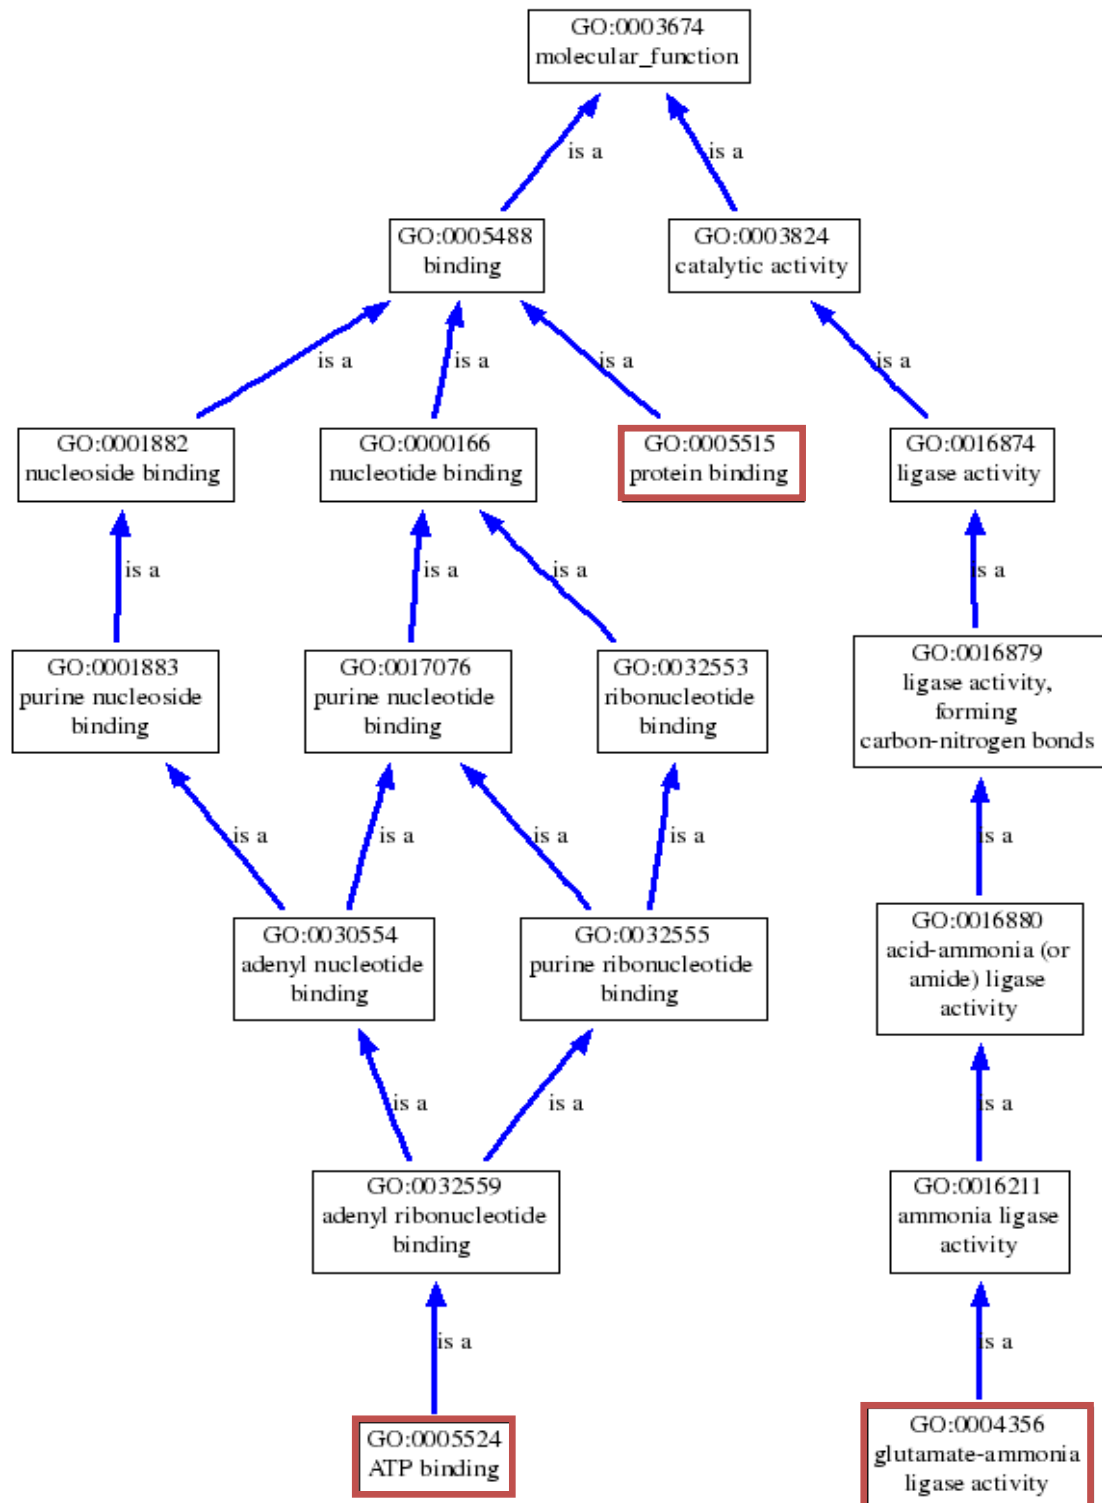 GO:0003674
molecular_function
is a
is a
GO:0005488
binding
GO:0003824
catalytic activity
is a
is a
is a
is a
GO:0001882
nucleoside binding
GO:0000166
nucleotide binding
GO:0005515
protein binding
GO:0016874
ligase activity
is a
is a
is a
is a
GO:0001883
purine nucleoside
binding
GO:0017076
purine nucleotide
binding
GO:0032553
ribonucleotide
binding
GO:0016879
ligase activity,
forming
carbon-nitrogen bonds
is a
is a
is a
is a
is a
GO:0030554
adenyl nucleotide
binding
GO:0032555
purine ribonucleotide
binding
GO:0016880
acid-ammonia (or
amide) ligase
activity
is a
is a
is a
GO:0032559
adenyl ribonucleotide
binding
GO:0016211
ammonia ligase
activity
is a
is a
GO:0005524
ATP binding
GO:0004356
glutamate-ammonia
ligase activity